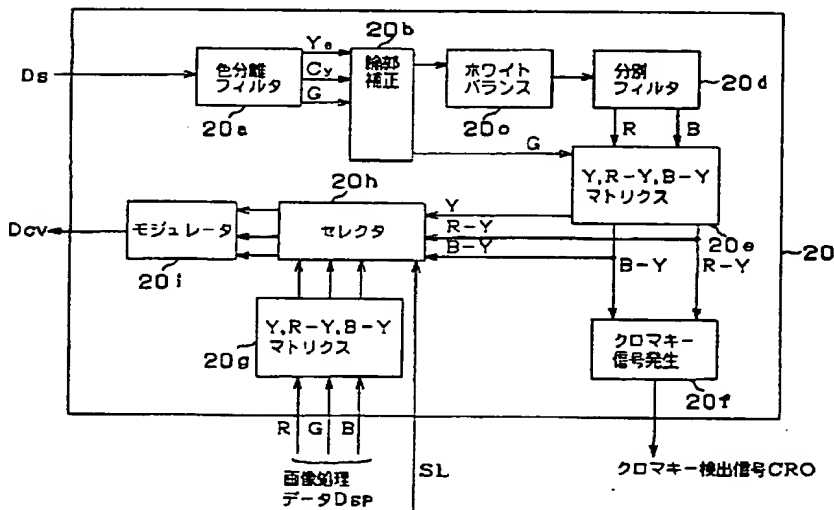 Ds
色分離
フィルタ
20a
Ye
Cy
G
20b
輪郭
補正
ホワイト
バランス
20c
分別
フィルタ
20d
R
B
G
Y,R-Y,B-Y
マトリクス
20e
20
Y
R-Y
B-Y
20h
セレクタ
モジュレータ
20i
Dcv
B-Y
R-Y
Y,R-Y,B-Y
マトリクス
20g
クロマキー
信号発生
20f
R
G
B
画像処理
データDSP
SL
クロマキー検出信号CRO